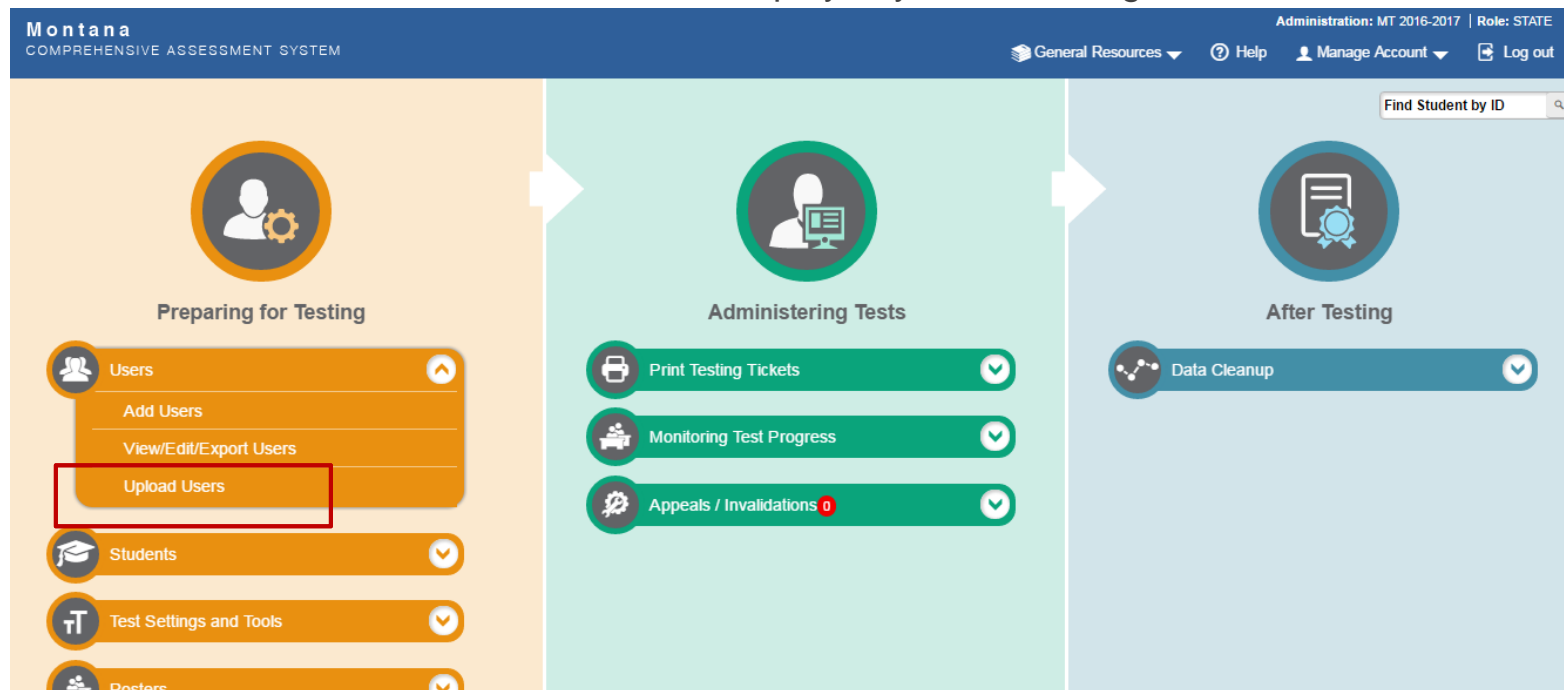 Montana
COMPREHENSIVE ASSESSMENT SYSTEM
Administration: MT 2016-2017 | Role: STATE
General Resources
Help
Manage Account
Log out
Find Student by ID
Preparing for Testing
Users
Add Users
View/Edit/Export Users
Upload Users
Students
Test Settings and Tools
Administering Tests
Print Testing Tickets
Monitoring Test Progress
Appeals / Invalidations 0
After Testing
Data Cleanup